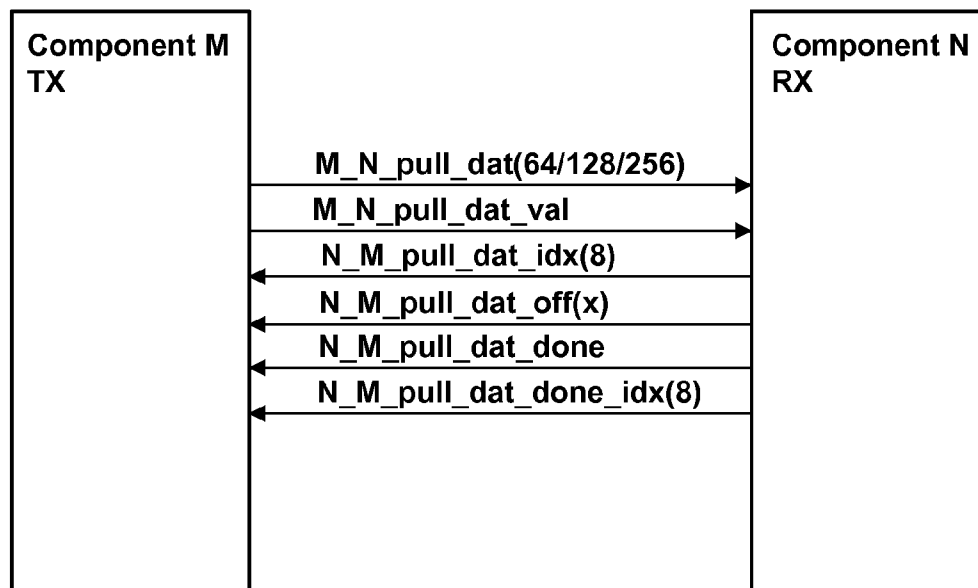 Component M
TX
Component N
RX
M_N_pull_dat(64/128/256)
M_N_pull_dat_val
N_M_pull_dat_idx(8)
N_M_pull_dat_off(x)
N_M_pull_dat_done
N_M_pull_dat_done_idx(8)